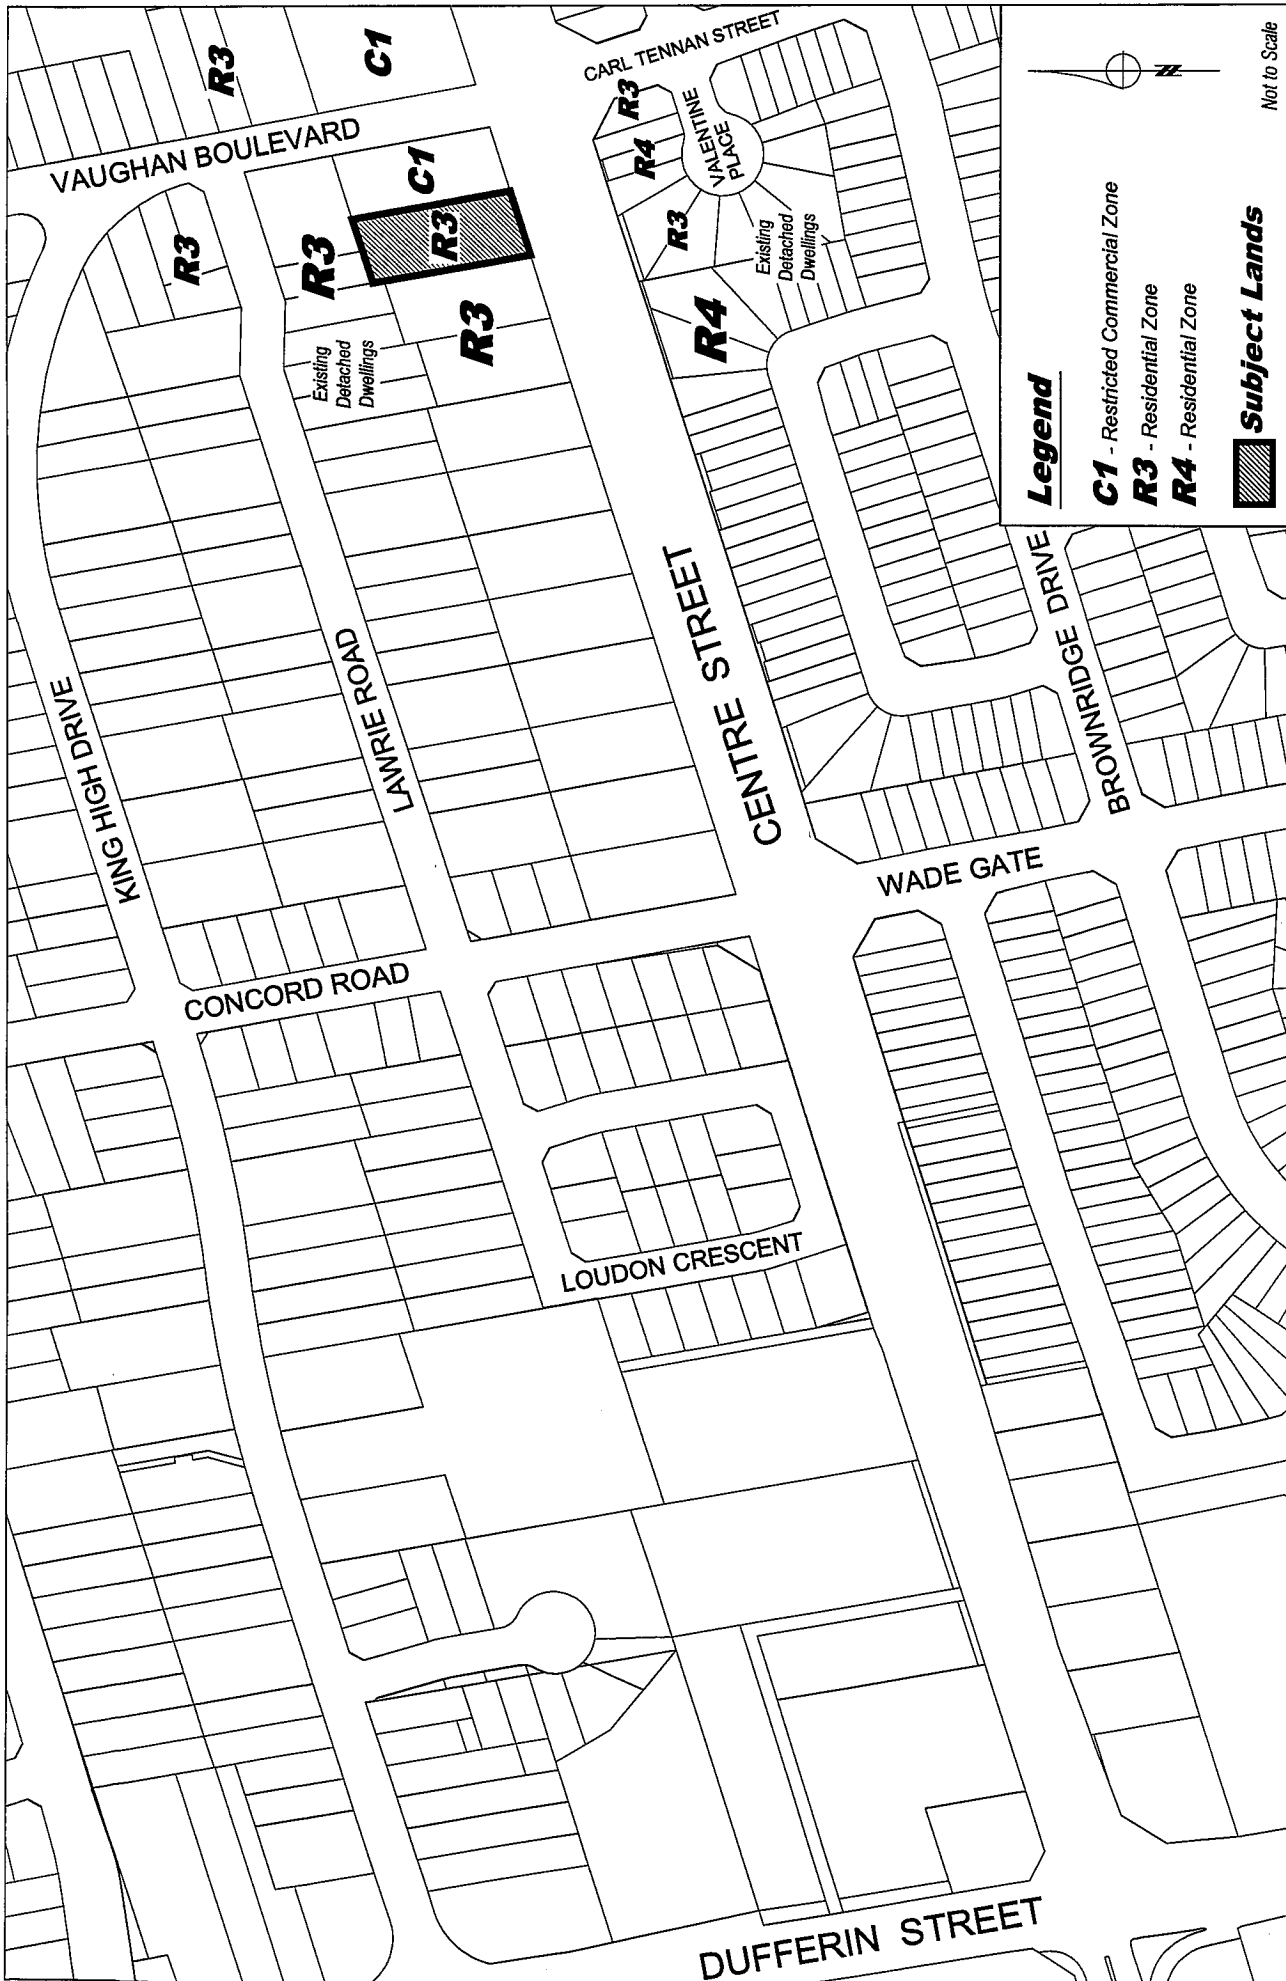 VAUGHAN BOULEVARD
R3
C1
CARL TENNAN STREET
R3
R4
VALENTINE
PLACE
R3
Existing
Detached
Dwellings
R4
C1
R3
R3
R3
R3
Existing
Detached
Dwellings
KING HIGH DRIVE
LAWRIE ROAD
CENTRE STREET
BROWNRIDGE DRIVE
WADE GATE
CONCORD ROAD
LOUDON CRESCENT
DUFFERIN STREET
Legend
C1 - Restricted Commercial Zone
R3 - Residential Zone
R4 - Residential Zone
Subject Lands
N
Not to Scale